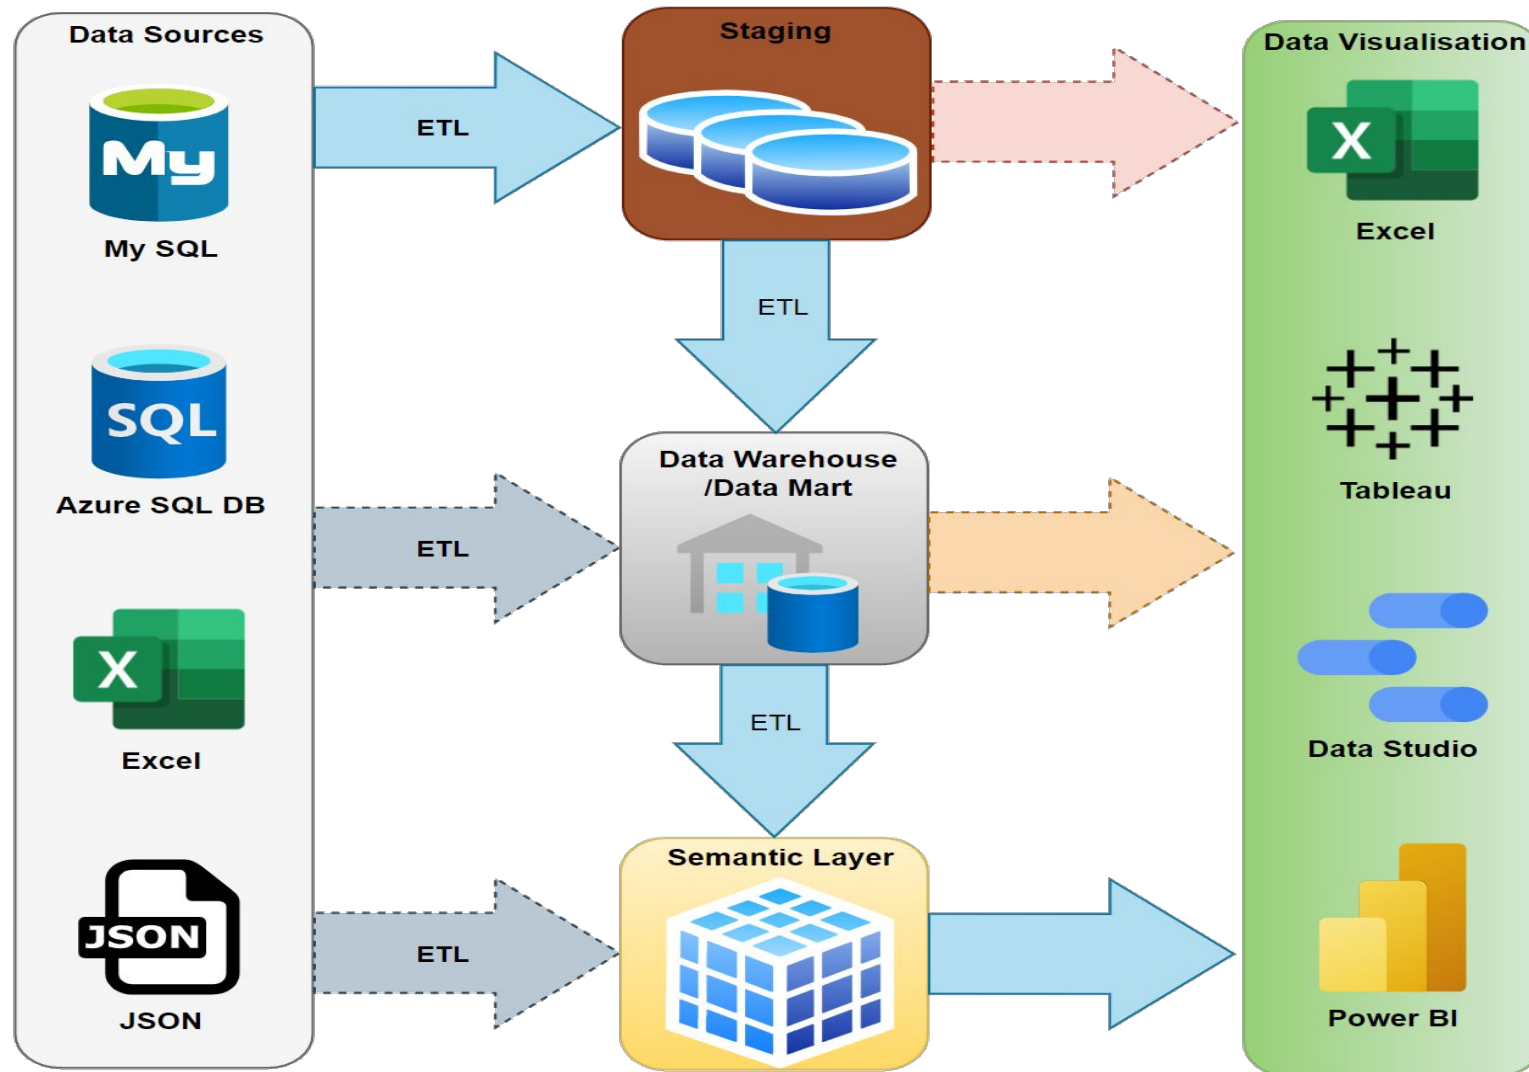 Data Sources
My
My SQL
SQL
Azure SQL DB
X
Excel
JSON
JSON
ETL
ETL
ETL
Staging
ETL
Data Warehouse
/Data Mart
ETL
Semantic Layer
Data Visualisation
X
Excel
Tableau
Data Studio
Power BI